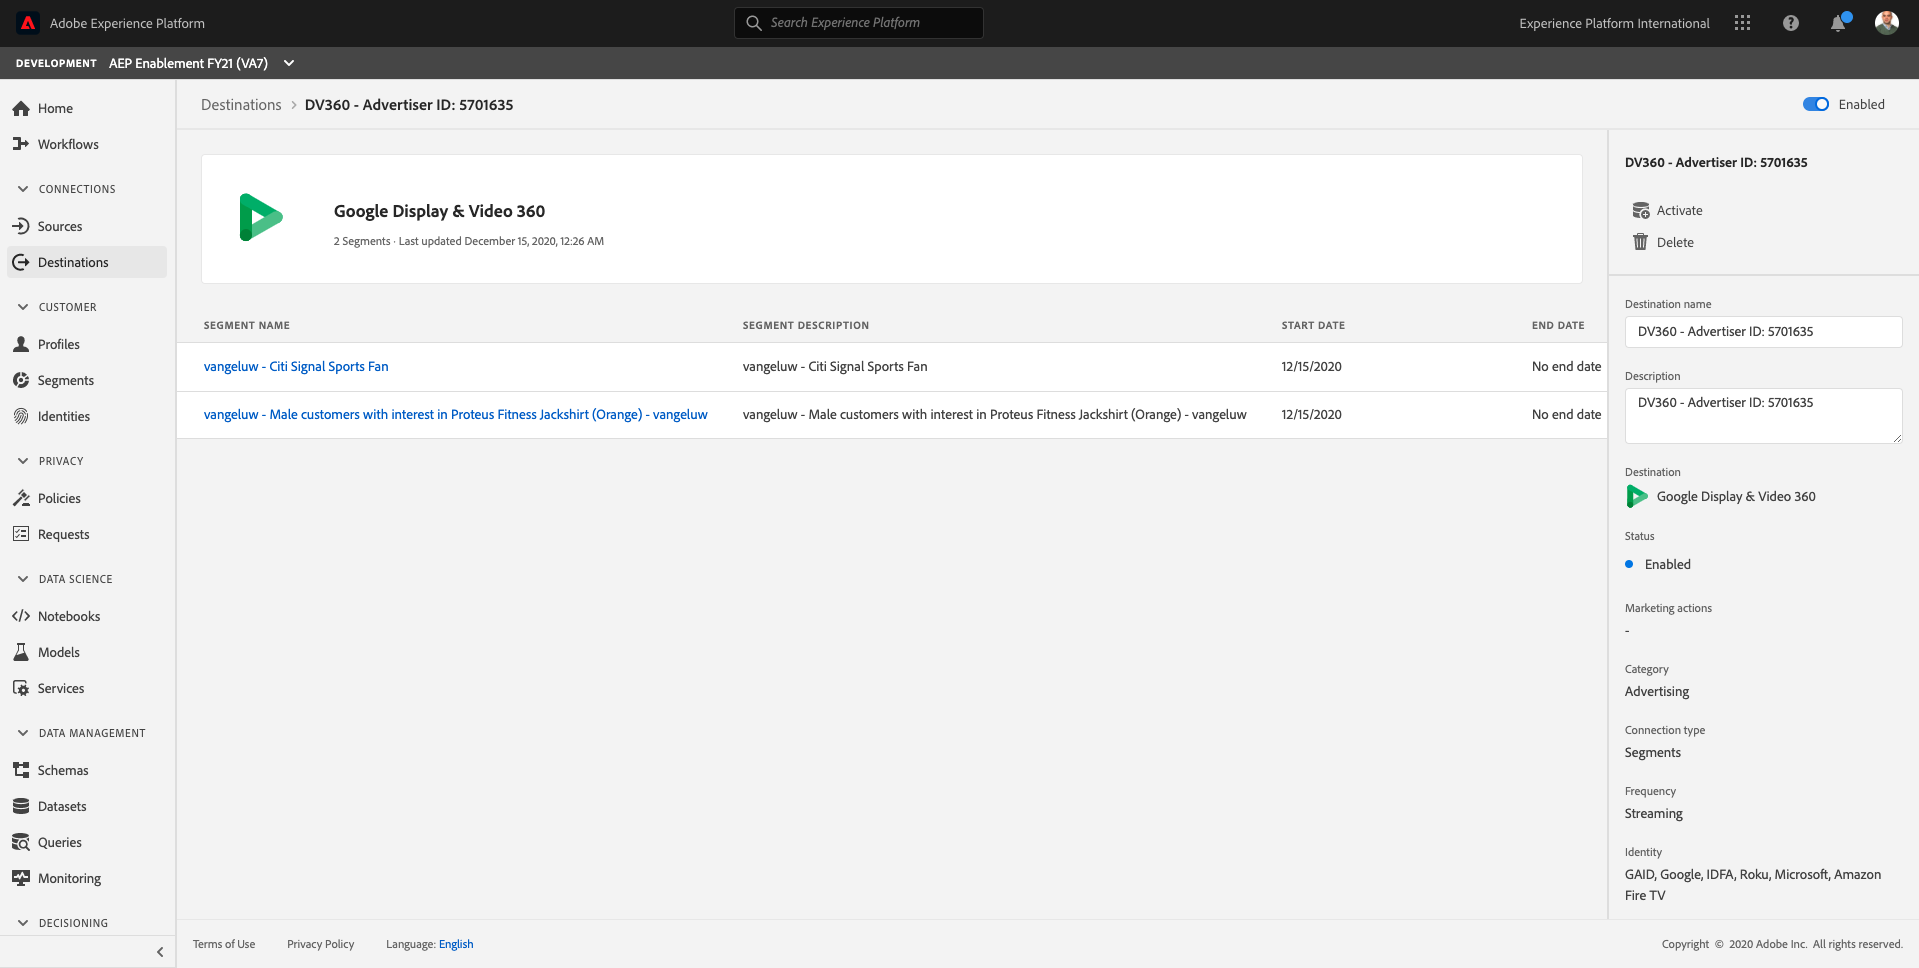 Adobe Experience Platform
Search Experience Platform
Experience Platform International
DEVELOPMENT AEP Enablement FY21 (VA7)
Home
Workflows
CONNECTIONS
Sources
Destinations
CUSTOMER
Profiles
Segments
Identities
PRIVACY
Policies
Requests
DATA SCIENCE
Notebooks
Models
Services
DATA MANAGEMENT
Schemas
Datasets
Queries
Monitoring
DECISIONING
Destinations > DV360 - Advertiser ID: 5701635
Enabled
Google Display & Video 360
2 Segments · Last updated December 15, 2020, 12:26 AM
SEGMENT NAME SEGMENT DESCRIPTION START DATE END DATE
vangeluw - Citi Signal Sports Fan vangeluw - Citi Signal Sports Fan 12/15/2020 No end date
vangeluw - Male customers with interest in Proteus Fitness Jackshirt (Orange) - vangeluw vangeluw - Male customers with interest in Proteus Fitness Jackshirt (Orange) - vangeluw 12/15/2020 No end date
DV360 - Advertiser ID: 5701635
Activate
Delete
Destination name
DV360 - Advertiser ID: 5701635
Description
DV360 - Advertiser ID: 5701635
Destination
Google Display & Video 360
Status
Enabled
Marketing actions
-
Category
Advertising
Connection type
Segments
Frequency
Streaming
Identity
GAID, Google, IDFA, Roku, Microsoft, Amazon
Fire TV
Terms of Use Privacy Policy Language: English
Copyright © 2020 Adobe Inc. All rights reserved.